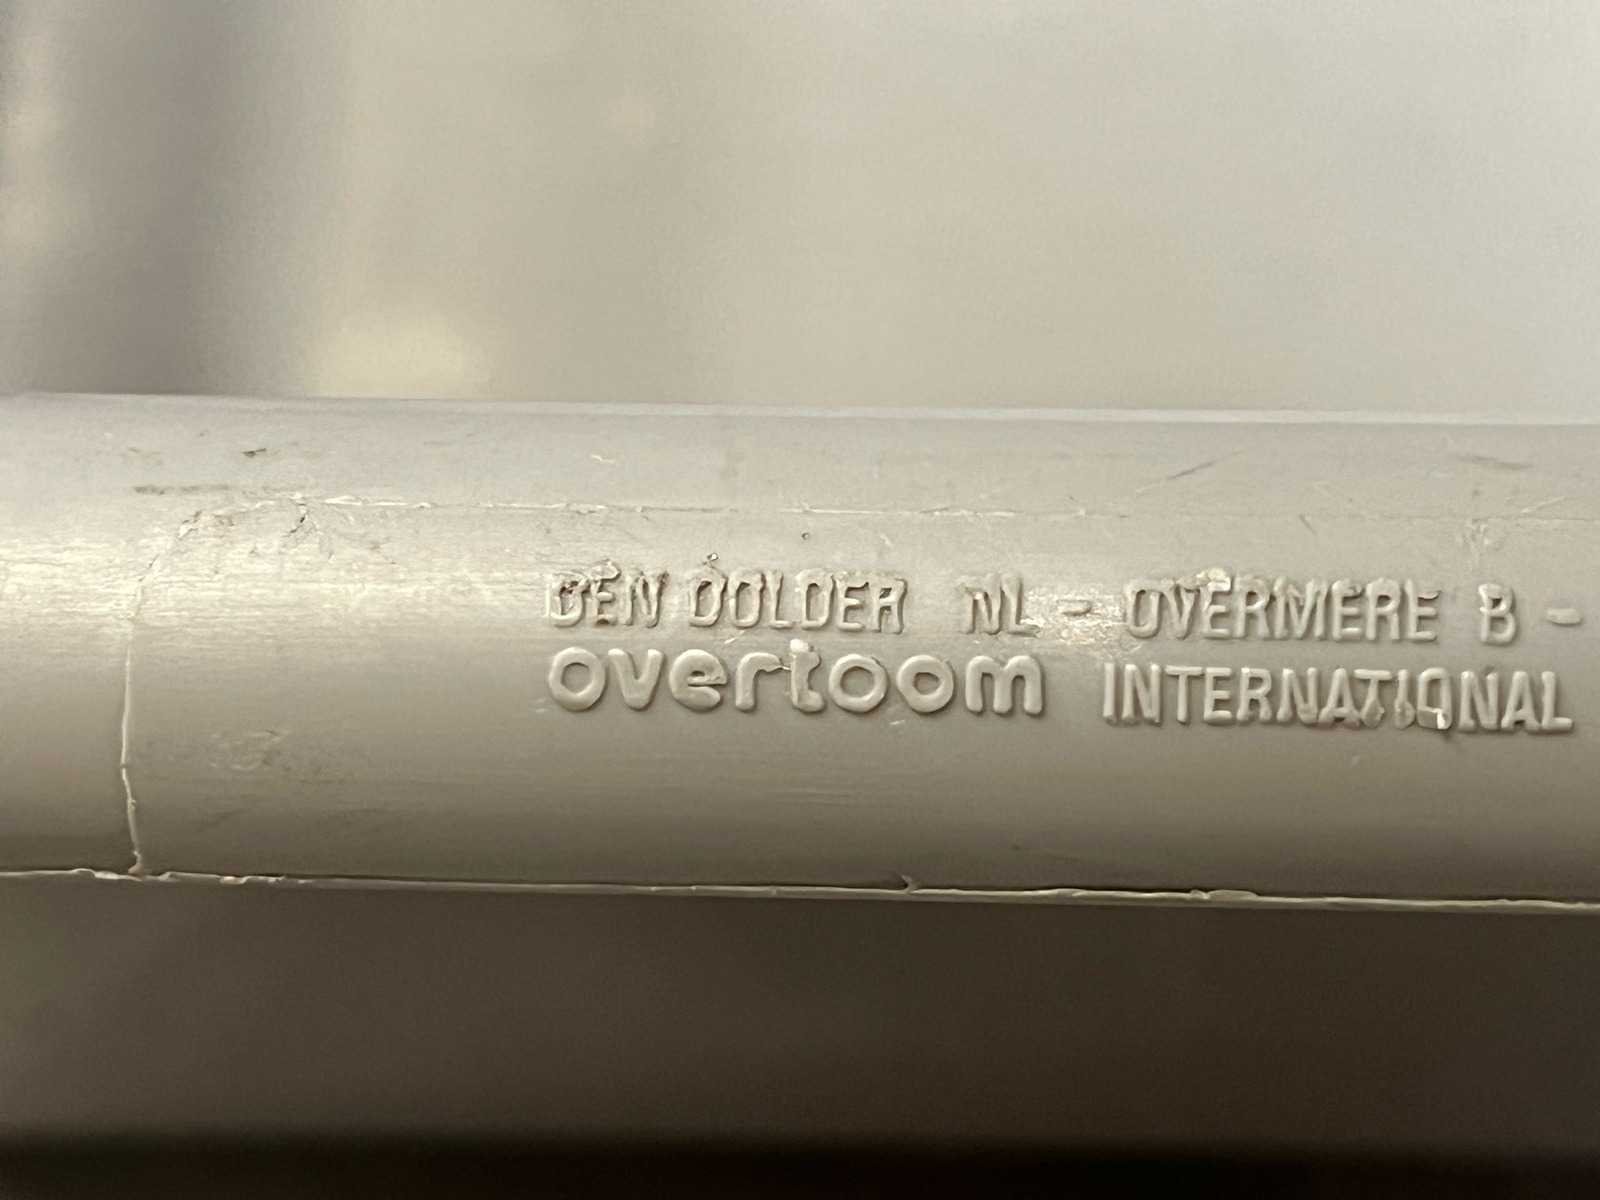 DEN DOLDER NL - OVERMERE B -
overtoom INTERNATIONAL